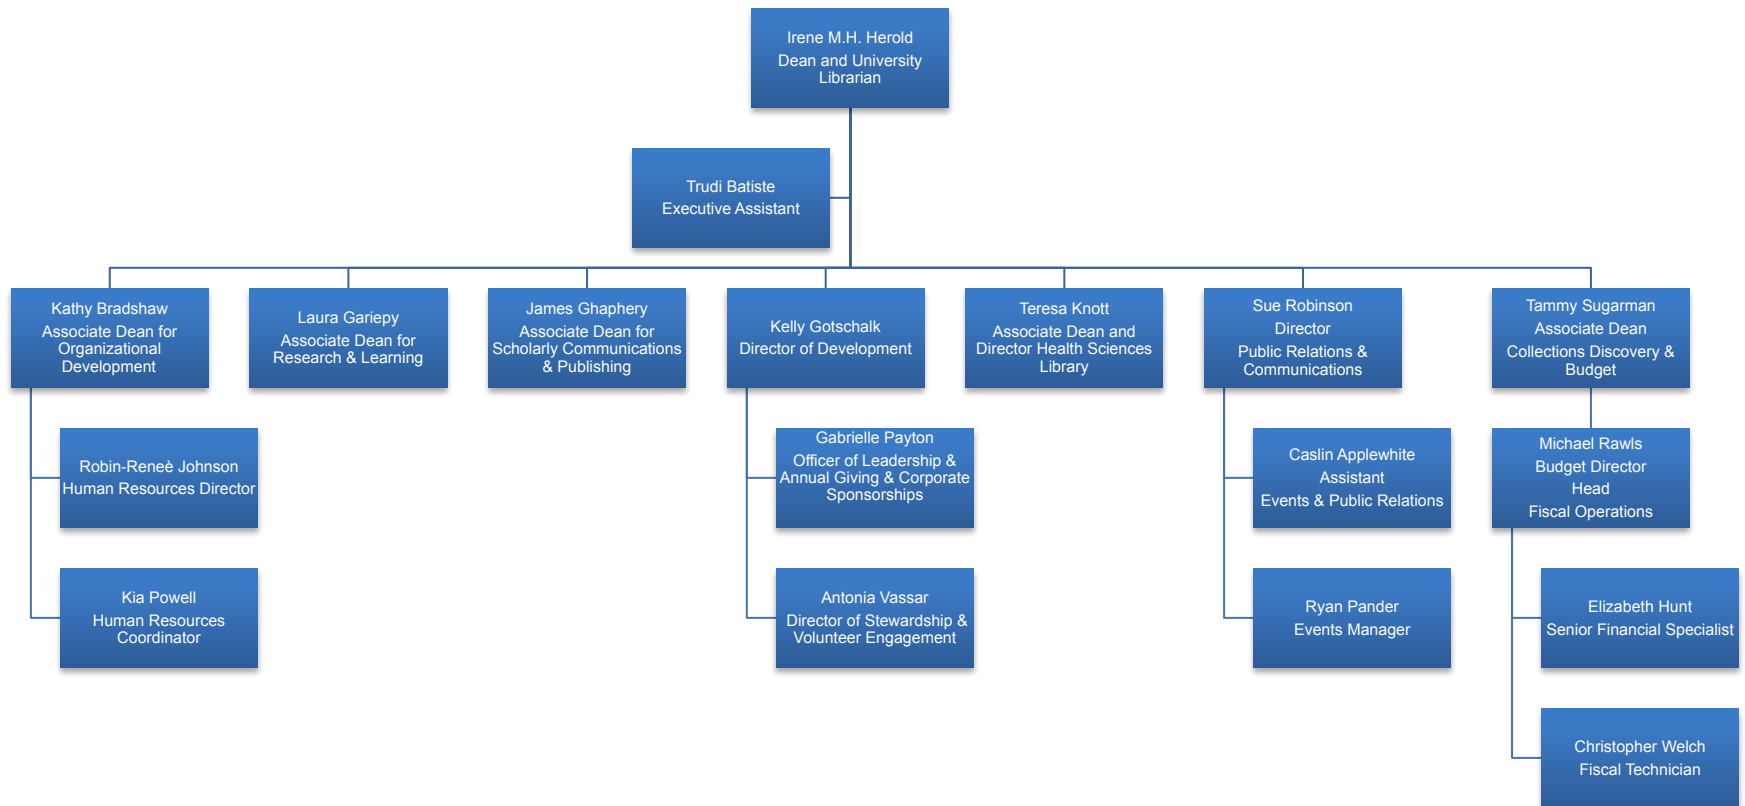 Irene M.H. Herold
Dean and University
Librarian
Trudi Batiste
Executive Assistant
Kathy Bradshaw
Associate Dean for
Organizational
Development
Laura Gariepy
Associate Dean for
Research & Learning
James Ghaphery
Associate Dean for
Scholarly Communications
& Publishing
Kelly Gotschalk
Director of Development
Teresa Knott
Associate Dean and
Director Health Sciences
Library
Sue Robinson
Director
Public Relations &
Communications
Tammy Sugarman
Associate Dean
Collections Discovery &
Budget
Robin-Reneè Johnson
Human Resources Director
Gabrielle Payton
Officer of Leadership &
Annual Giving & Corporate
Sponsorships
Caslin Applewhite
Assistant
Events & Public Relations
Michael Rawls
Budget Director
Head
Fiscal Operations
Kia Powell
Human Resources
Coordinator
Antonia Vassar
Director of Stewardship &
Volunteer Engagement
Ryan Pander
Events Manager
Elizabeth Hunt
Senior Financial Specialist
Christopher Welch
Fiscal Technician